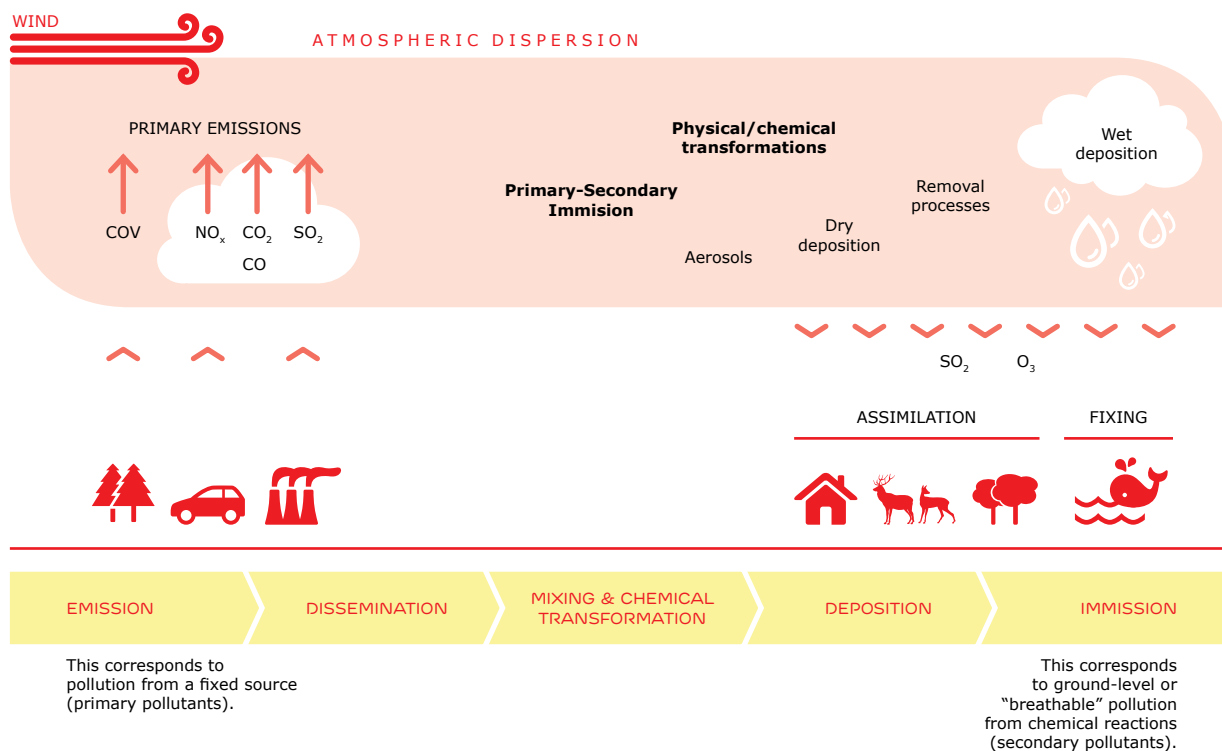 WIND
ATMOSPHERIC DISPERSION
PRIMARY EMISSIONS
COV
NOx
CO2
SO2
CO
Physical/chemical
transformations
Primary-Secondary
Immision
Aerosols
Dry
deposition
Removal
processes
Wet
deposition
SO2
O3
ASSIMILATION
FIXING
EMISSION
DISSEMINATION
MIXING & CHEMICAL
TRANSFORMATION
DEPOSITION
IMMISSION
This corresponds to
pollution from a fixed source
(primary pollutants).
This corresponds
to ground-level or
“breathable” pollution
from chemical reactions
(secondary pollutants).